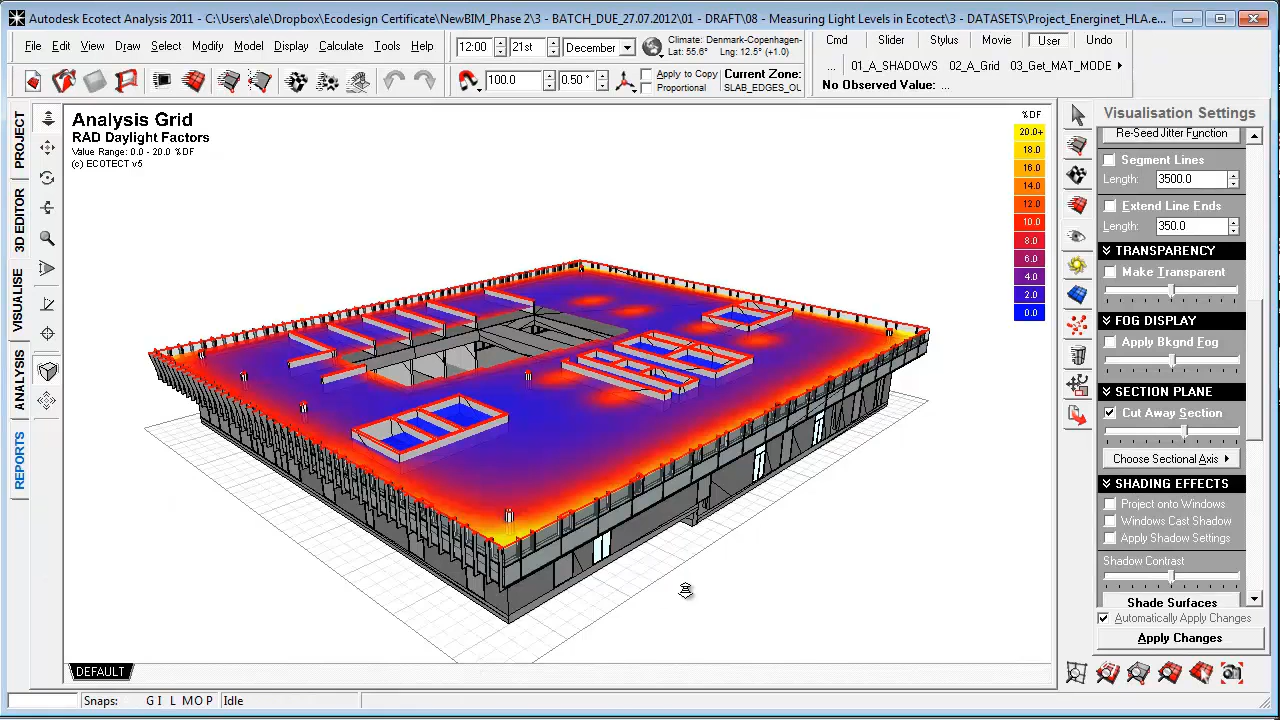 Autodesk Ecotect Analysis 2011 - C:\Users\ale\Dropbox\Ecodesign Certificate\NewBIM_Phase 2\3 - BATCH_DUE_27.07.2012\01 - DRAFT\08 - Measuring Light Levels in Ecotect\3 - DATASETS\Project_Energinet_HLA.e...
File Edit View Draw Select Modify Model Display Calculate Tools Help
12:00 21st December
Climate: Denmark-Copenhagen-
Lat: 55.6° Lng: 12.5° (+1.0)
Cmd Slider Stylus Movie User Undo
... 01_A_SHADOWS 02_A_Grid 03_Get_MAT_MODE
100.0 0.50°
Apply to Copy
Proportional
Current Zone:
SLAB_EDGES_OL
No Observed Value: ...
PROJECT
3D EDITOR
VISUALISE
ANALYSIS
REPORTS
Analysis Grid
RAD Daylight Factors
Value Range: 0.0 - 20.0 %DF
(c) ECOTECT v5
%DF
20.0+
18.0
16.0
14.0
12.0
10.0
8.0
6.0
4.0
2.0
0.0
Visualisation Settings
Re-Seed Jitter Function
Segment Lines
Length: 3500.0
Extend Line Ends
Length: 350.0
TRANSPARENCY
Make Transparent
FOG DISPLAY
Apply Bkgnd Fog
SECTION PLANE
Cut Away Section
Choose Sectional Axis
SHADING EFFECTS
Project onto Windows
Windows Cast Shadow
Apply Shadow Settings
Shadow Contrast
Shade Surfaces
Automatically Apply Changes
Apply Changes
DEFAULT
Snaps: G I L M O P Idle